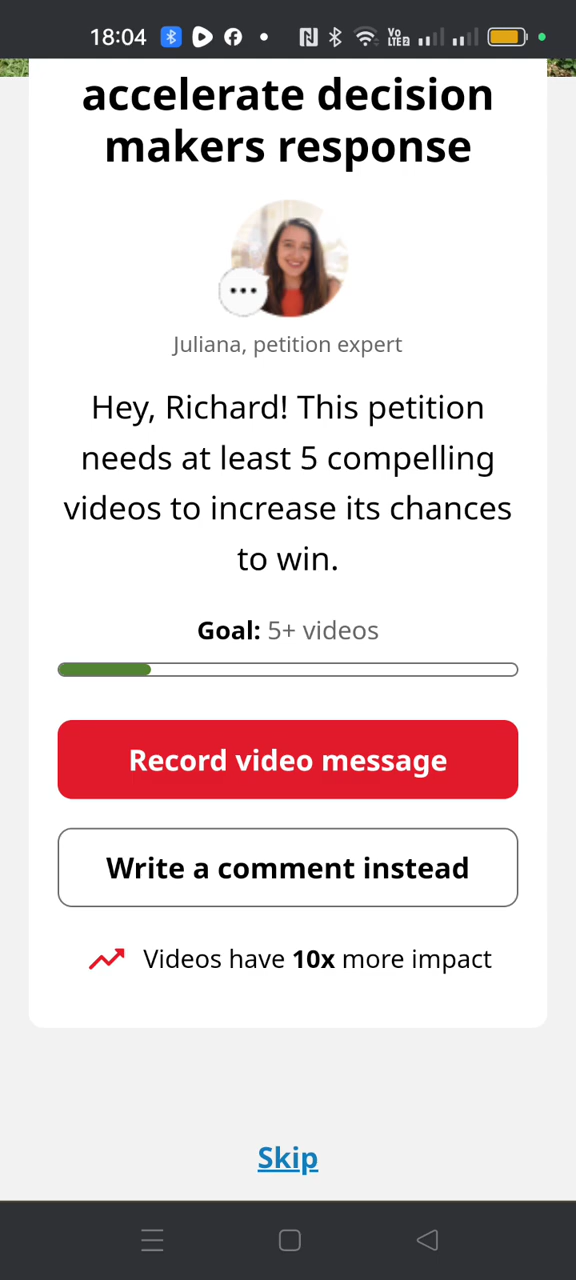 18:04
Vo
LTE2
accelerate decision
makers response
Juliana, petition expert
Hey, Richard! This petition
needs at least 5 compelling
videos to increase its chances
to win.
Goal: 5+ videos
Record video message
Write a comment instead
Videos have 10x more impact
Skip